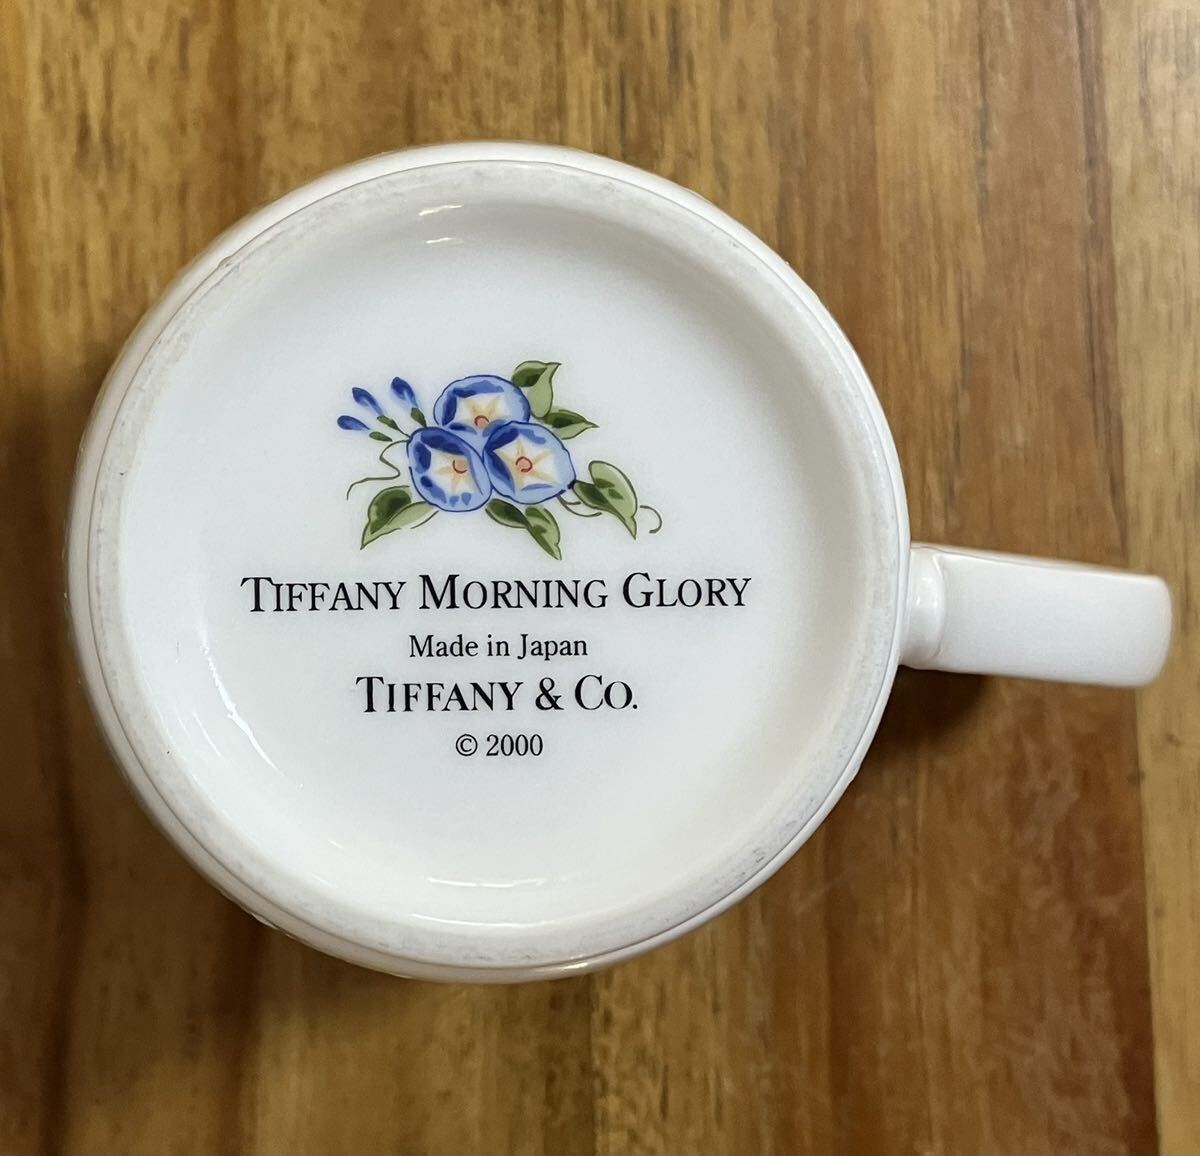 TIFFANY MORNING GLORY
Made in Japan
TIFFANY & CO.
© 2000